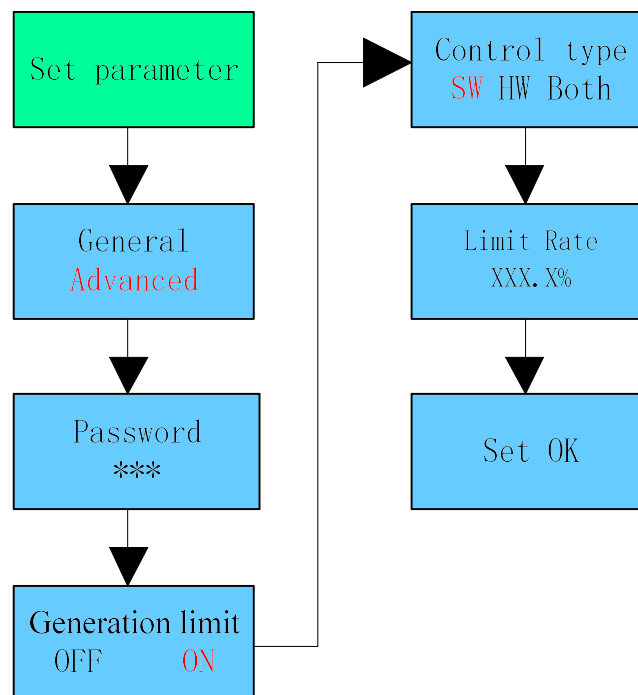 Set parameter
General
Advanced
Password
***
Generation limit
OFF ON
Control type
SW HW Both
Limit Rate
XXX.X%
Set OK